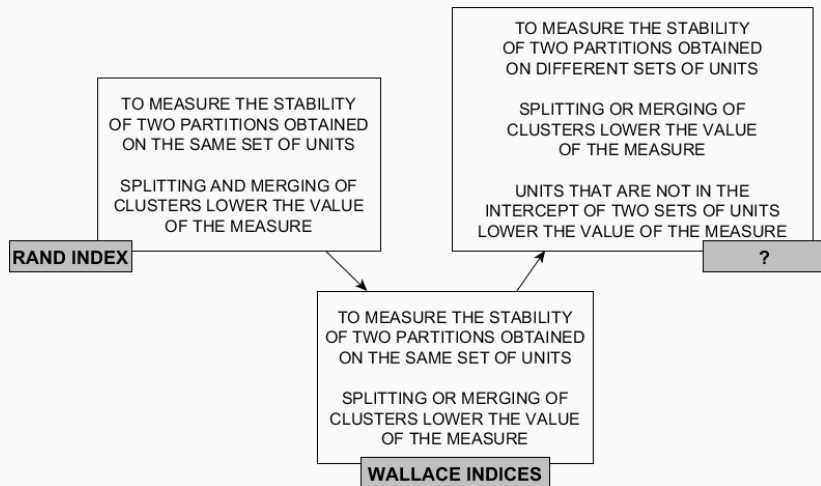 TO MEASURE THE STABILITY
OF TWO PARTITIONS OBTAINED
ON THE SAME SET OF UNITS
SPLITTING AND MERGING OF
CLUSTERS LOWER THE VALUE
OF THE MEASURE
RAND INDEX
TO MEASURE THE STABILITY
OF TWO PARTITIONS OBTAINED
ON THE SAME SET OF UNITS
SPLITTING OR MERGING OF
CLUSTERS LOWER THE VALUE
OF THE MEASURE
WALLACE INDICES
TO MEASURE THE STABILITY
OF TWO PARTITIONS OBTAINED
ON DIFFERENT SETS OF UNITS
SPLITTING OR MERGING OF
CLUSTERS LOWER THE VALUE
OF THE MEASURE
UNITS THAT ARE NOT IN THE
INTERCEPT OF TWO SETS OF UNITS
LOWER THE VALUE OF THE MEASURE
?